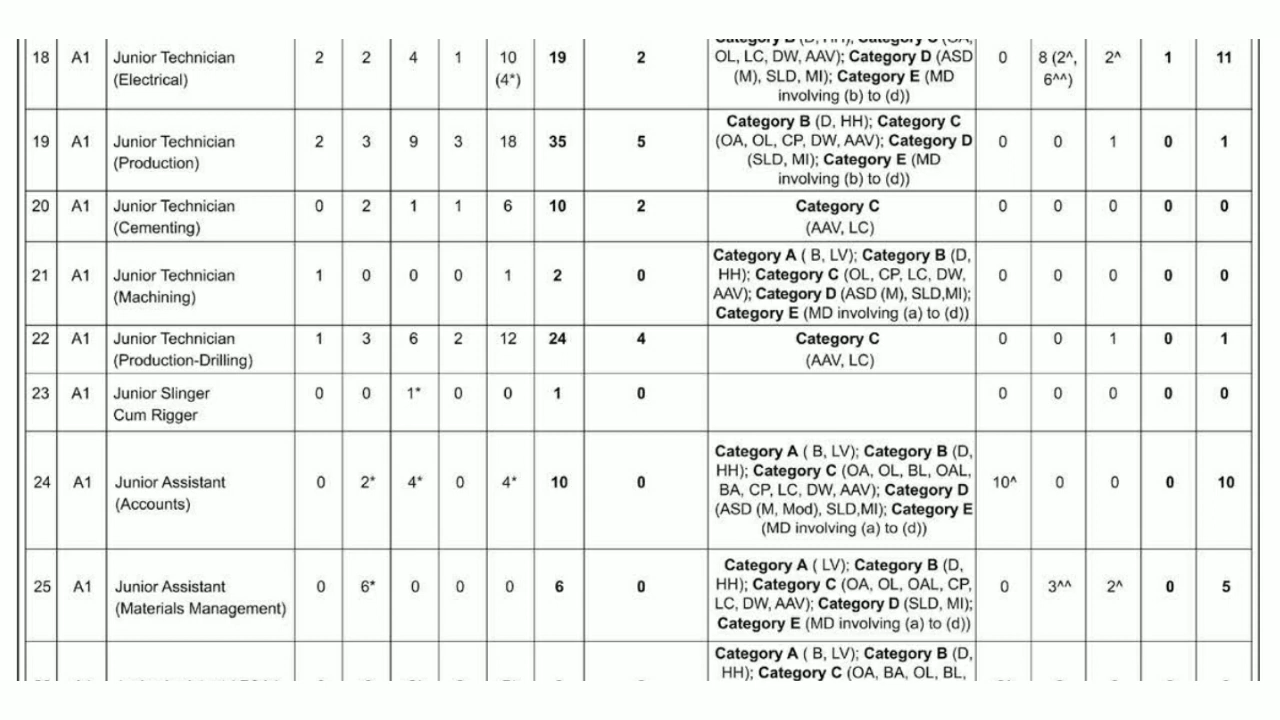 Category B (D, HH); Category C (OA,
18 A1 Junior Technician 2 2 4 1 10 19 2 OL, LC, DW, AAV); Category D (ASD 0 8 (2^, 2^ 1 11
(Electrical) (4*) (M), SLD, MI); Category E (MD 6^^)
involving (b) to (d))
Category B (D, HH); Category C
19 A1 Junior Technician 2 3 9 3 18 35 5 (OA, OL, CP, DW, AAV); Category D 0 0 1 0 1
(Production) (SLD, MI); Category E (MD
involving (b) to (d))
20 A1 Junior Technician 0 2 1 1 6 10 2 Category C 0 0 0 0 0
(Cementing) (AAV, LC)
Category A ( B, LV); Category B (D,
21 A1 Junior Technician 1 0 0 0 1 2 0 HH); Category C (OL, CP, LC, DW, 0 0 0 0 0
(Machining) AAV); Category D (ASD (M), SLD,MI);
Category E (MD involving (a) to (d))
22 A1 Junior Technician 1 3 6 2 12 24 4 Category C 0 0 1 0 1
(Production-Drilling) (AAV, LC)
23 A1 Junior Slinger 0 0 1* 0 0 1 0 0 0 0 0 0
Cum Rigger
Category A ( B, LV); Category B (D,
HH); Category C (OA, OL, BL, OAL,
24 A1 Junior Assistant 0 2* 4* 0 4* 10 0 BA, CP, LC, DW, AAV); Category D 10^ 0 0 0 10
(Accounts) (ASD (M, Mod), SLD,MI); Category E
(MD involving (a) to (d))
Category A ( LV); Category B (D,
25 A1 Junior Assistant 0 6* 0 0 0 6 0 HH); Category C (OA, OL, OAL, CP, 0 3^^ 2^ 0 5
(Materials Management) LC, DW, AAV); Category D (SLD, MI);
Category E (MD involving (a) to (d))
Category A ( B, LV); Category B (D,
HH); Category C (OA, BA, OL, BL,